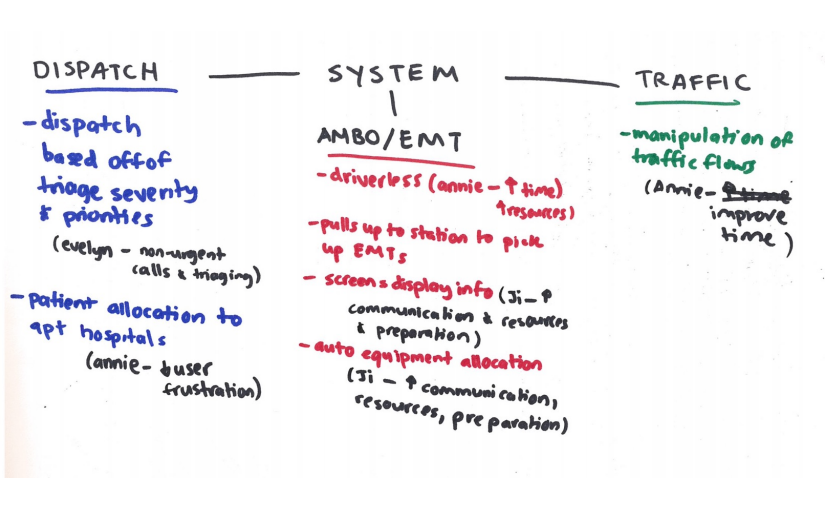 DISPATCH
-dispatch
based off of
triage severity
& priorities
(evelyn - non-urgent
calls & triaging)
-patient allocation to
apt hospitals
(annie- ↓user
frustration)
SYSTEM
AMBO/EMT
-driverless (annie-↑time)
↑resources)
-pulls up to station to pick
up EMTs
- screens display info (Ji-↑
communication & resources
& preparation)
- auto equipment allocation
(Ji - ↑communication,
resources, preparation)
TRAFFIC
-manipulation of
traffic flows
(Annie- ↑time
improve
time)